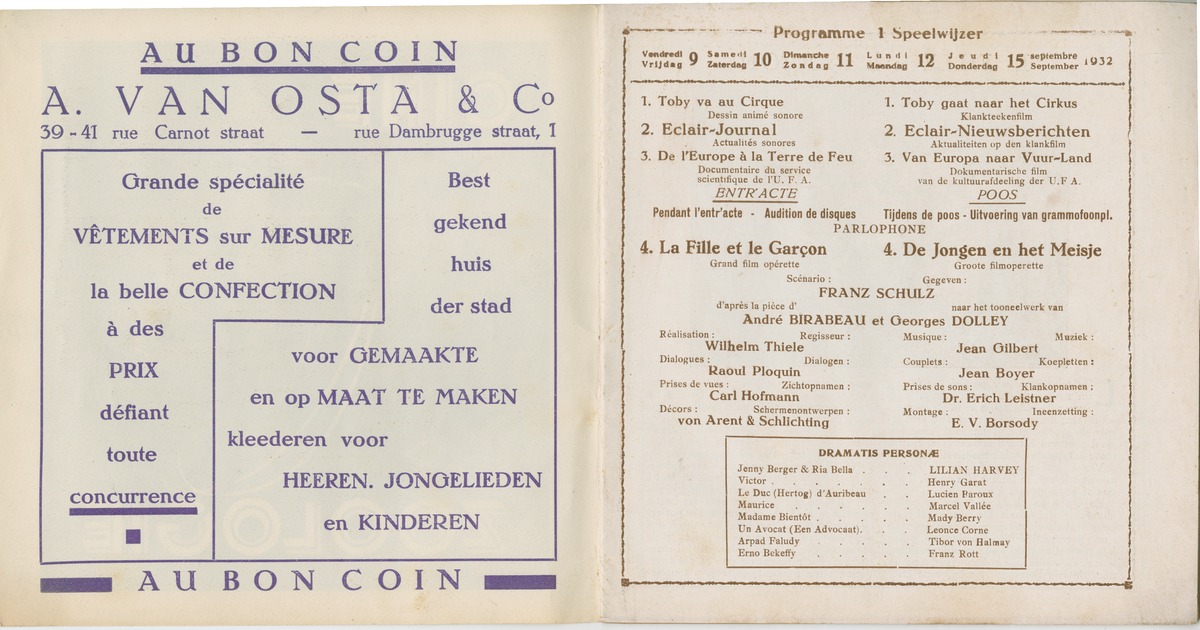 AU BON COIN
A. VAN OSTA & Co
39-41 rue Carnot straat — rue Dambrugge straat, 1
Grande spécialité
de
VÊTEMENTS sur MESURE
et de
la belle CONFECTION
à des
PRIX
défiant
toute
concurrence
Best
gekend
huis
der stad
voor GEMAAKTE
en op MAAT TE MAKEN
kleederen voor
HEEREN. JONGELIEDEN
en KINDEREN
AU BON COIN
Programme 1 Speelwijzer
Vendredi Vrijdag 9 Samedi Zaterdag 10 Dimanche Zondag 11 Lundi Maandag 12 Jeudi Donderdag 15 septembre September 1932
1. Toby va au Cirque
Dessin animé sonore
2. Eclair-Journal
Actualités sonores
3. De l'Europe à la Terre de Feu
Documentaire du service
scientifique de l'U. F. A.
ENTR'ACTE
Pendant l'entr'acte - Audition de disques
1. Toby gaat naar het Cirkus
Klankteekenfilm
2. Eclair-Nieuwsberichten
Aktualiteiten op den klankfilm
3. Van Europa naar Vuur-Land
Dokumentarische film
van de kultuurafdeeling der U.F A.
POOS
Tijdens de poos - Uitvoering van grammofoonpl.
PARLOPHONE
4. La Fille et le Garçon
Grand film opérette
4. De Jongen en het Meisje
Groote filmoperette
Scénario : Gegeven :
FRANZ SCHULZ
d'après la pièce d' naar het tooneelwerk van
André BIRABEAU et Georges DOLLEY
Réalisation : Regisseur :
Wilhelm Thiele
Dialogues : Dialogen :
Raoul Ploquin
Prises de vues : Zichtopnamen :
Carl Hofmann
Décors : Schermenontwerpen :
von Arent & Schlichting
Musique : Muziek :
Jean Gilbert
Couplets : Koepletten :
Jean Boyer
Prises de sons : Klankopnamen :
Dr. Erich Leistner
Montage : Ineenzetting :
E. V. Borsody
DRAMATIS PERSONÆ
Jenny Berger & Ria Bella . . . LILIAN HARVEY
Victor . . . . . Henry Garat
Le Duc (Hertog) d'Auribeau . . Lucien Paroux
Maurice . . . . . Marcel Vallée
Madame Bientôt . . . . Mady Berry
Un Avocat (Een Advocaat). . . Leonce Corne
Arpad Faludy . . . . Tibor von Halmay
Erno Bekeffy . . . . Franz Rott